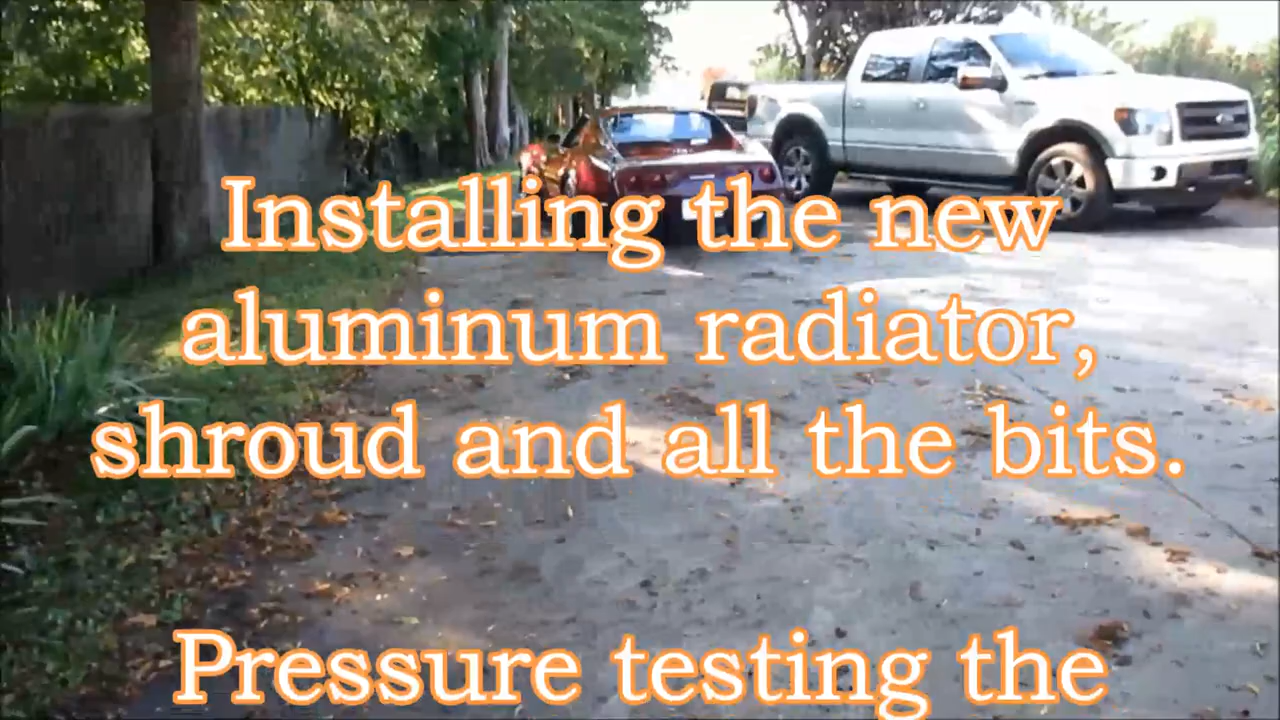 Installing the new
aluminum radiator,
shroud and all the bits.
Pressure testing the